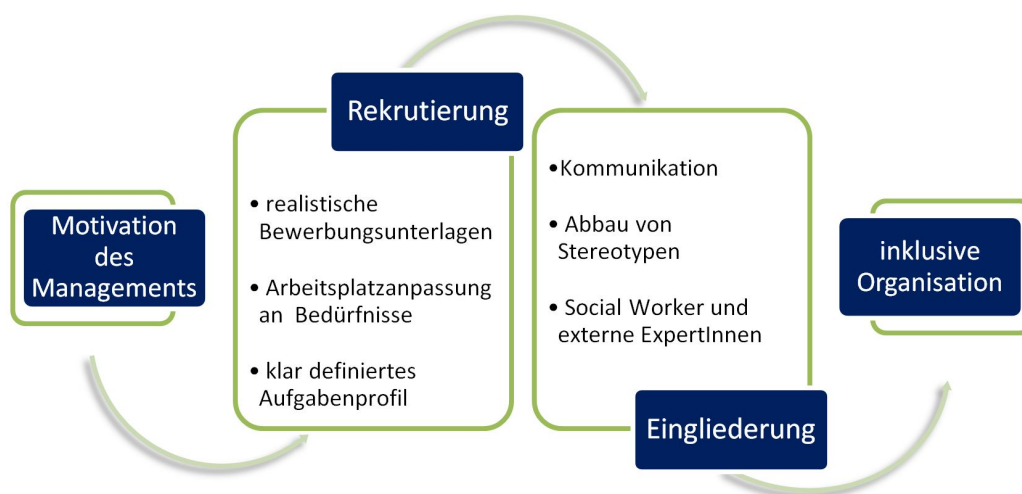 Motivation
des
Managements
Rekrutierung
• realistische
Bewerbungsunterlagen
• Arbeitsplatzanpassung
an Bedürfnisse
• klar definiertes
Aufgabenprofil
•Kommunikation
• Abbau von
Stereotypen
• Social Worker und
externe ExpertInnen
Eingliederung
inklusive
Organisation